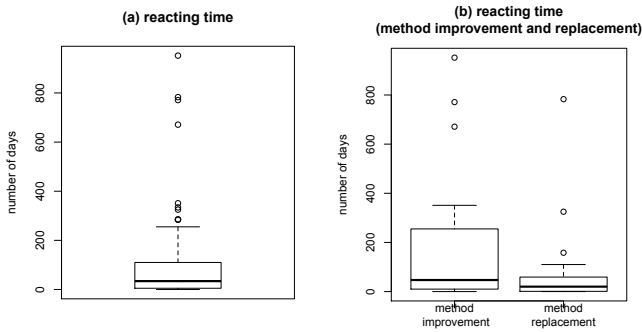 (a) reacting time
number of days
800
600
400
200
0
(b) reacting time
(method improvement and replacement)
number of days
800
600
400
200
0
method
improvement
method
replacement